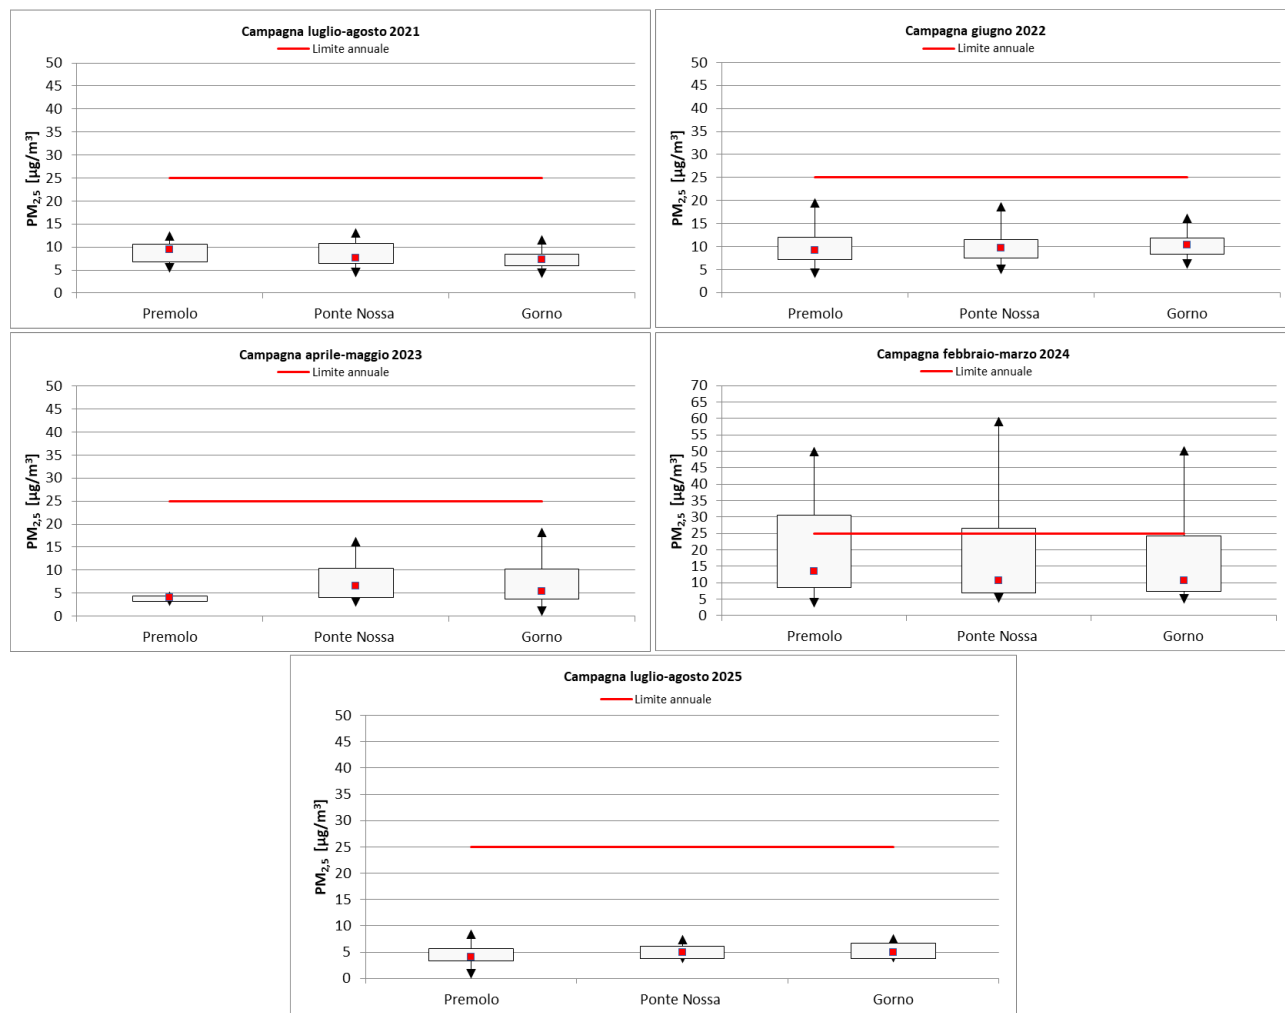 Campagna luglio-agosto 2021
Limite annuale
PM2,5 [µg/m³]
50
45
40
35
30
25
20
15
10
5
0
Premolo Ponte Nossa Gorno
Campagna giugno 2022
Limite annuale
PM2,5 [µg/m³]
50
45
40
35
30
25
20
15
10
5
0
Premolo Ponte Nossa Gorno
Campagna aprile-maggio 2023
Limite annuale
PM2,5 [µg/m³]
50
45
40
35
30
25
20
15
10
5
0
Premolo Ponte Nossa Gorno
Campagna febbraio-marzo 2024
Limite annuale
PM2,5 [µg/m³]
70
65
60
55
50
45
40
35
30
25
20
15
10
5
0
Premolo Ponte Nossa Gorno
Campagna luglio-agosto 2025
Limite annuale
PM2,5 [µg/m³]
50
45
40
35
30
25
20
15
10
5
0
Premolo Ponte Nossa Gorno